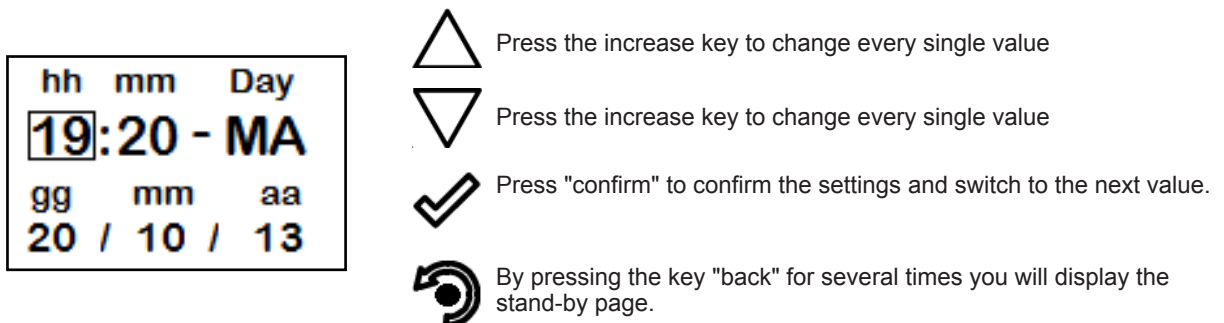 hh mm Day
19:20 - MA
gg mm aa
20 / 10 / 13
Press the increase key to change every single value
Press the increase key to change every single value
Press "confirm" to confirm the settings and switch to the next value.
By pressing the key "back" for several times you will display the
stand-by page.